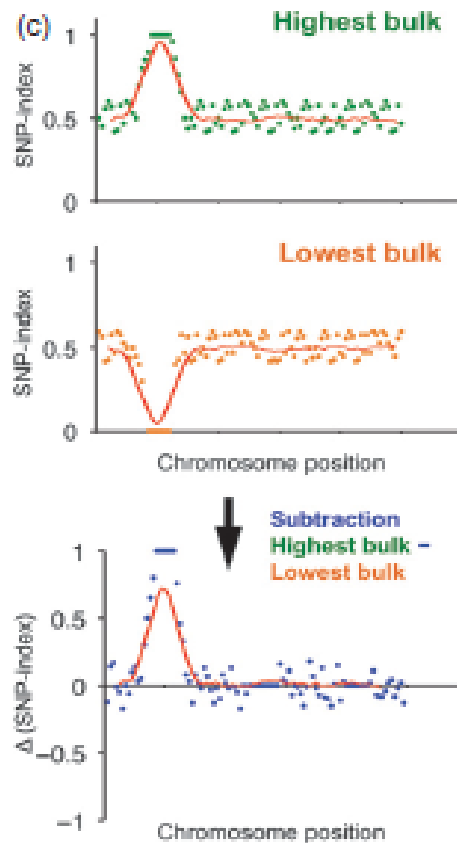 (c)
Highest bulk
SNP-index
1
0.5
0
Lowest bulk
SNP-index
1
0.5
0
Chromosome position
Subtraction
Highest bulk –
Lowest bulk
Δ (SNP-index)
1
0.5
0
−0.5
−1
Chromosome position